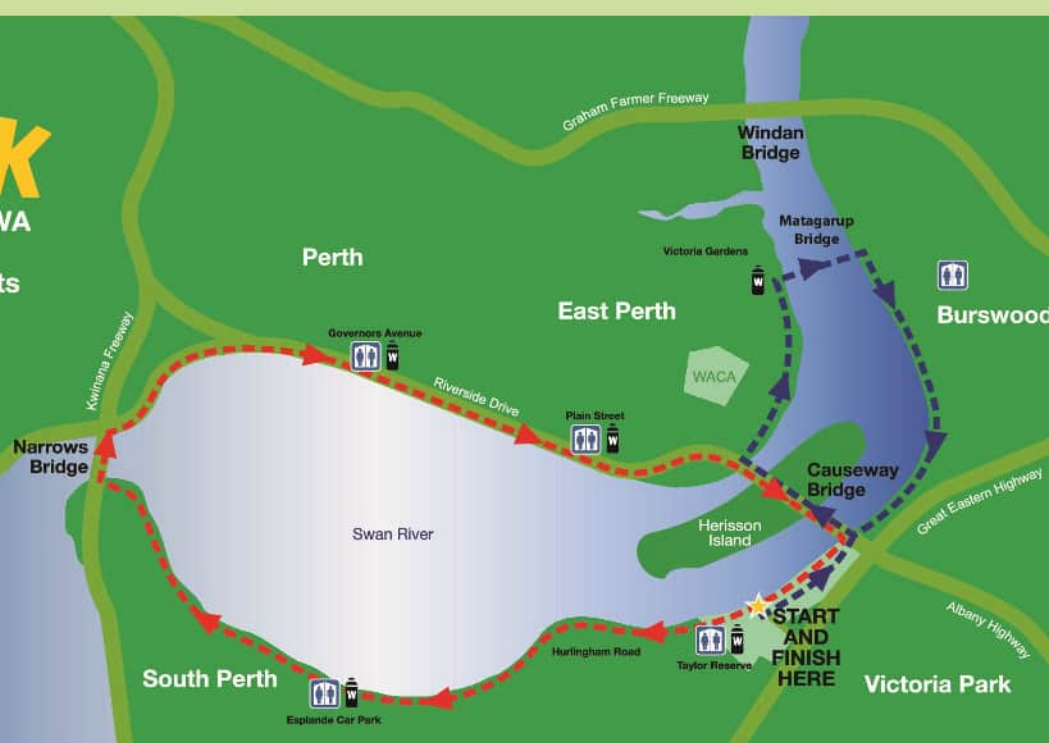 K
WA
ts
Graham Farmer Freeway
Windan
Bridge
Matagarup
Bridge
Victoria Gardens
Perth
East Perth
Burswood
Kwinana Freeway
Governors Avenue
W
W
WACA
Riverside Drive
Plain Street
W
Narrows
Bridge
Causeway
Bridge
Great Eastern Highway
Swan River
Herisson
Island
START
AND
FINISH
HERE
Hurlingham Road
W
Taylor Reserve
Albany Highway
South Perth
Victoria Park
W
Esplande Car Park